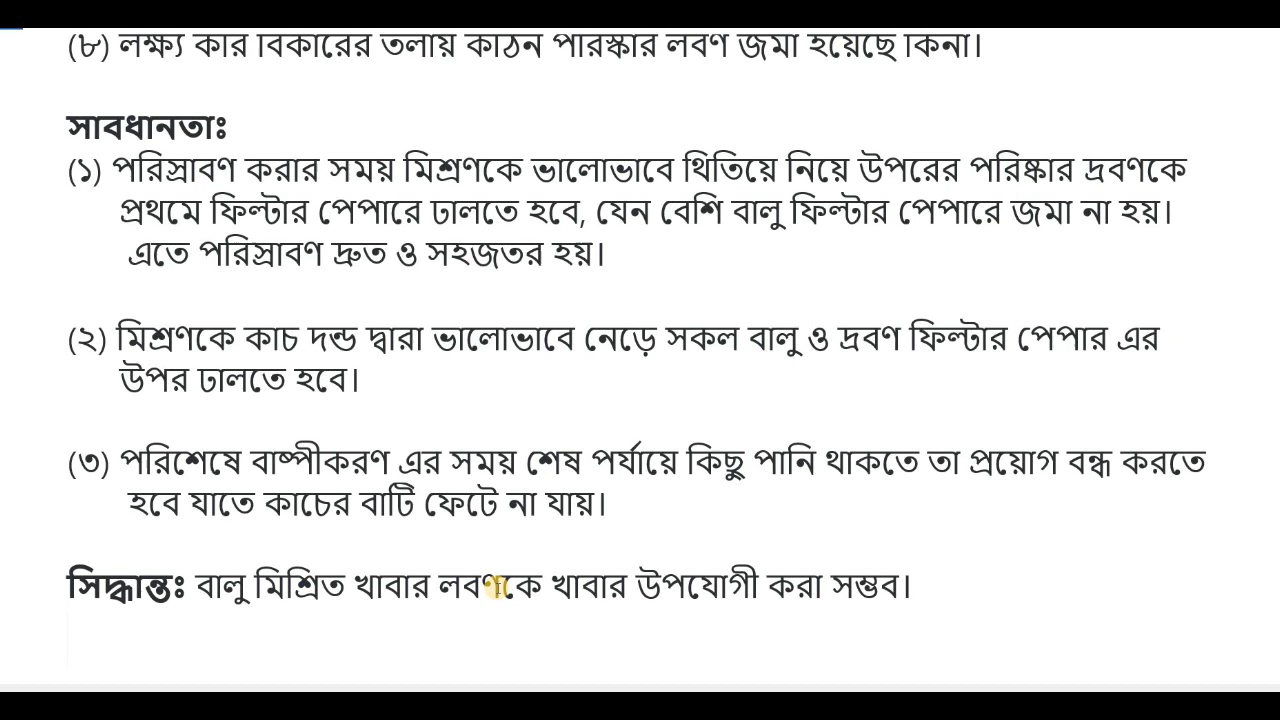 (৮) লক্ষ্য করি বিকারের তলায় কঠিন পরিস্কার লবণ জমা হয়েছে কিনা।
সাবধানতাঃ
(১) পরিস্রাবণ করার সময় মিশ্রণকে ভালোভাবে থিতিয়ে নিয়ে উপরের পরিষ্কার দ্রবণকে
প্রথমে ফিল্টার পেপারে ঢালতে হবে, যেন বেশি বালু ফিল্টার পেপারে জমা না হয়।
এতে পরিস্রাবণ দ্রুত ও সহজতর হয়।
(২) মিশ্রণকে কাচ দন্ড দ্বারা ভালোভাবে নেড়ে সকল বালু ও দ্রবণ ফিল্টার পেপার এর
উপর ঢালতে হবে।
(৩) পরিশেষে বাষ্পীকরণ এর সময় শেষ পর্যায়ে কিছু পানি থাকতে তা প্রয়োগ বন্ধ করতে
হবে যাতে কাচের বাটি ফেটে না যায়।
সিদ্ধান্তঃ বালু মিশ্রিত খাবার লবণকে খাবার উপযোগী করা সম্ভব।